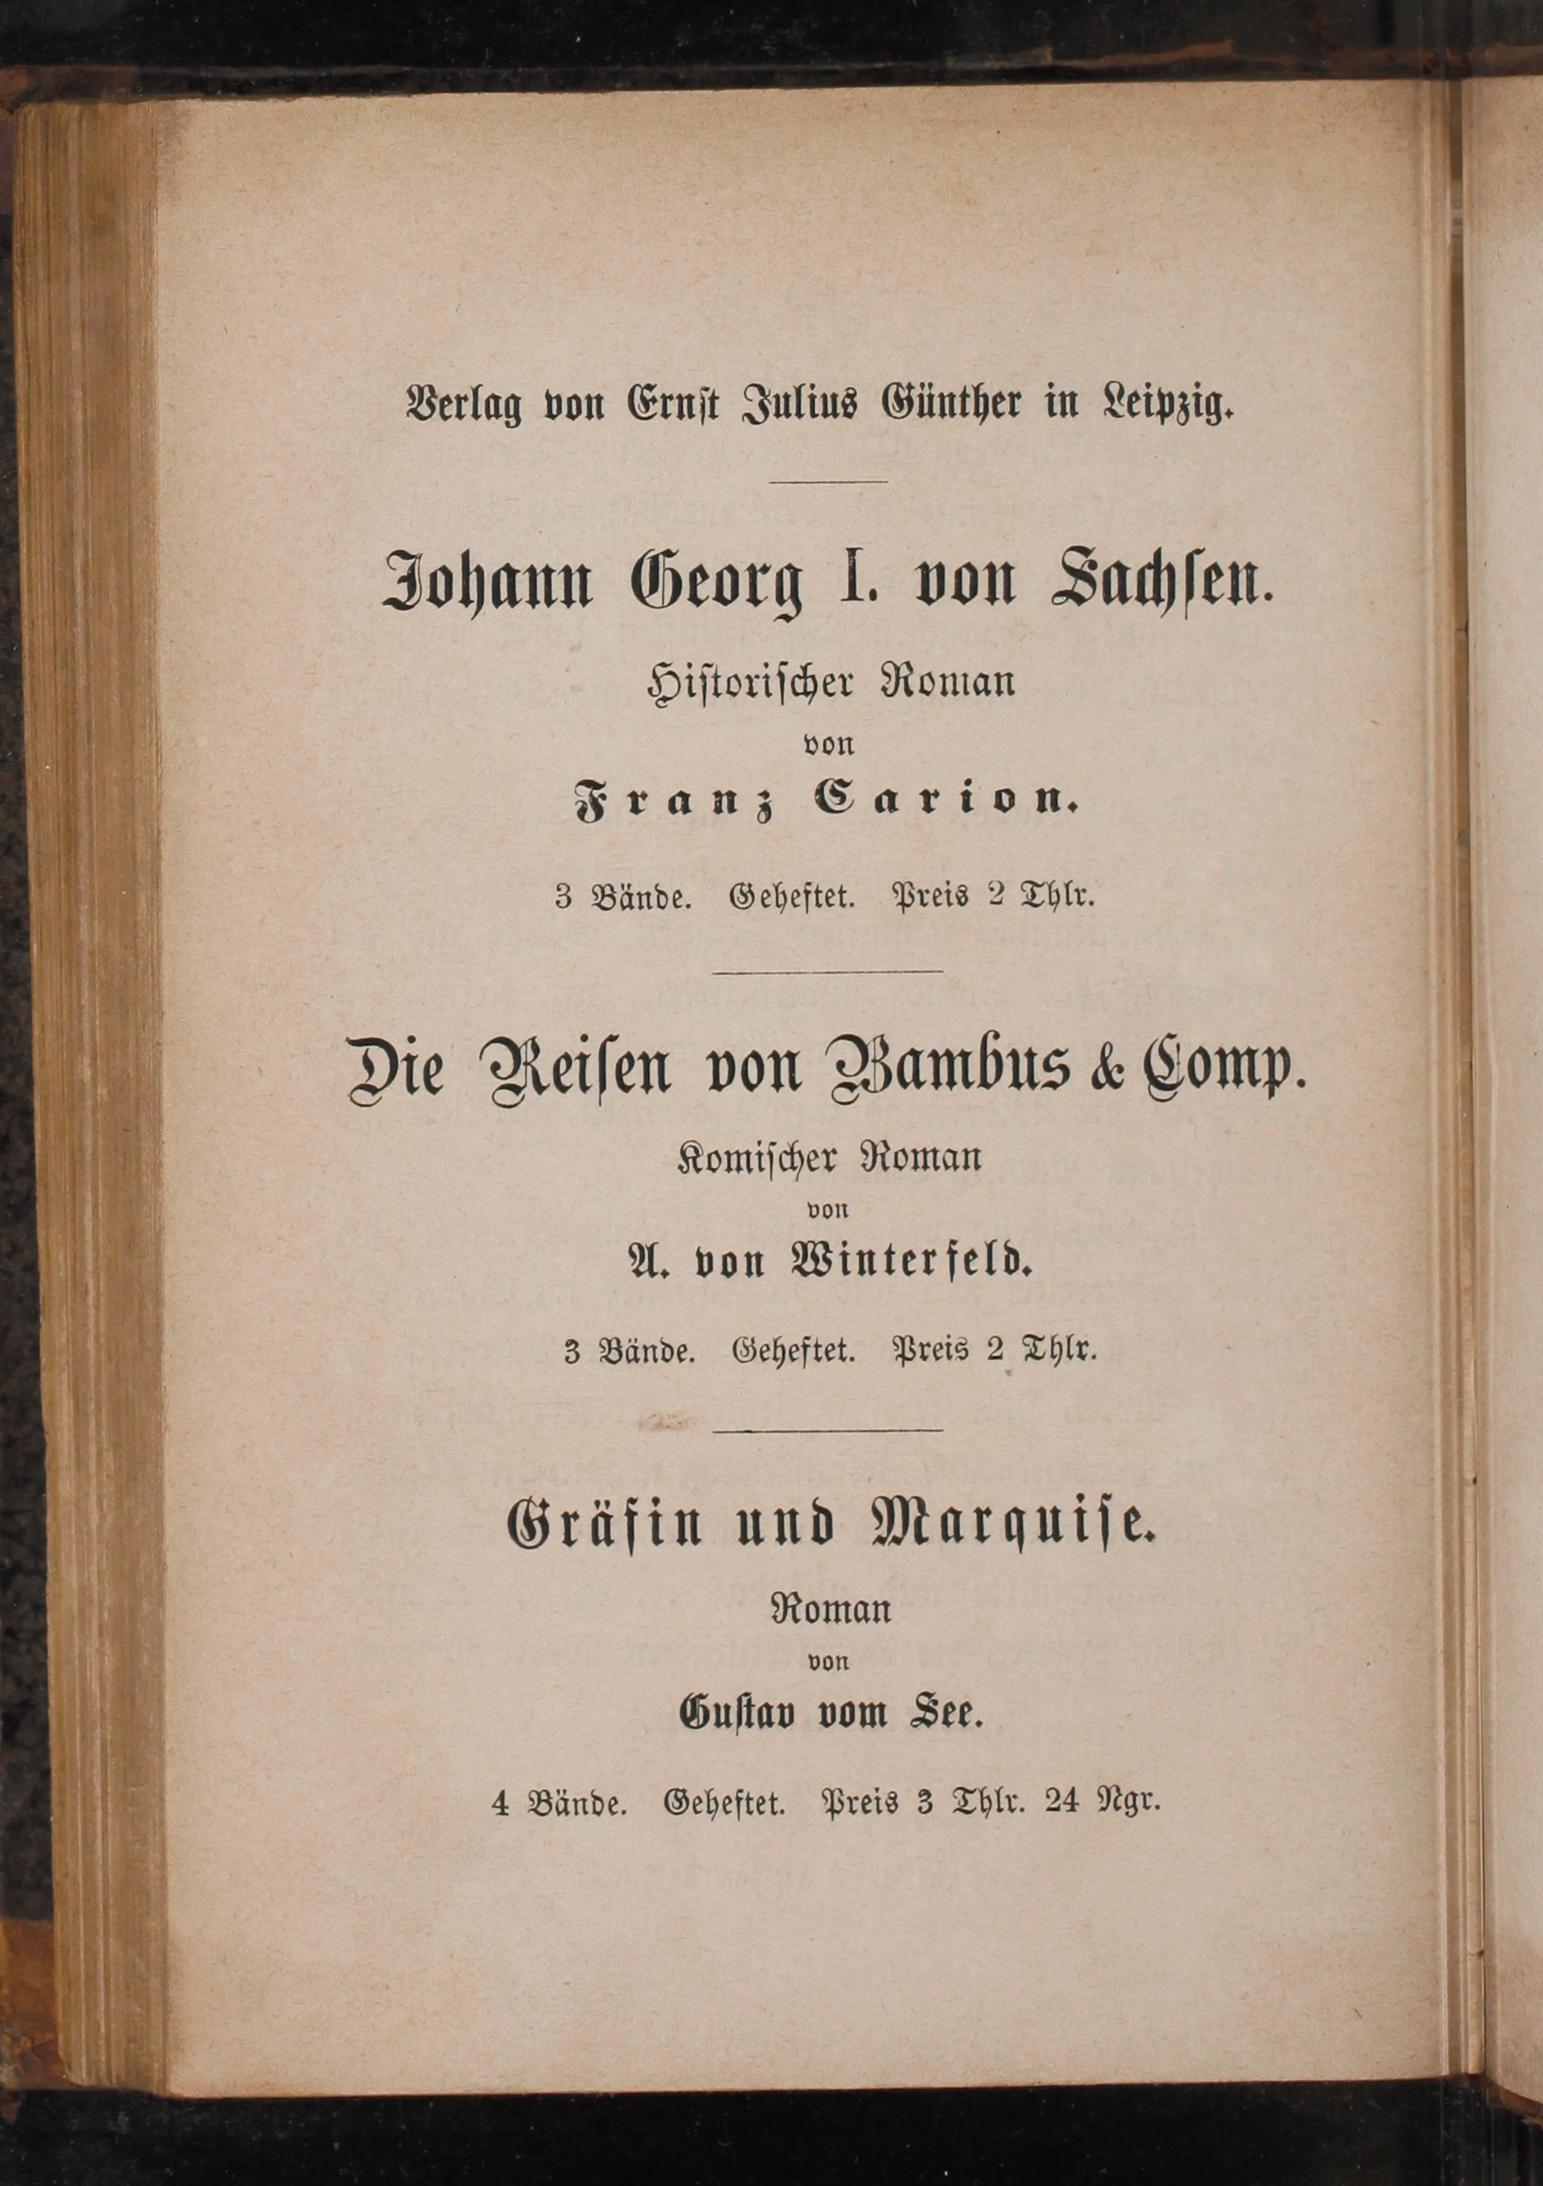 Verlag von Ernſt Julius Günther in Leipzig.
Johann Georg I. von Sachſen.
Hiſtoriſcher Roman
von
Franz Carion.
3 Bände. Geheftet. Preis 2 Thlr.
Die Reiſen von Bambus & Comp.
Komiſcher Roman
von
A. von Winterfeld.
3 Bände. Geheftet. Preis 2 Thlr.
Gräfin und Marquiſe.
Roman
von
Guſtav vom See.
4 Bände. Geheftet. Preis 3 Thlr. 24 Ngr.